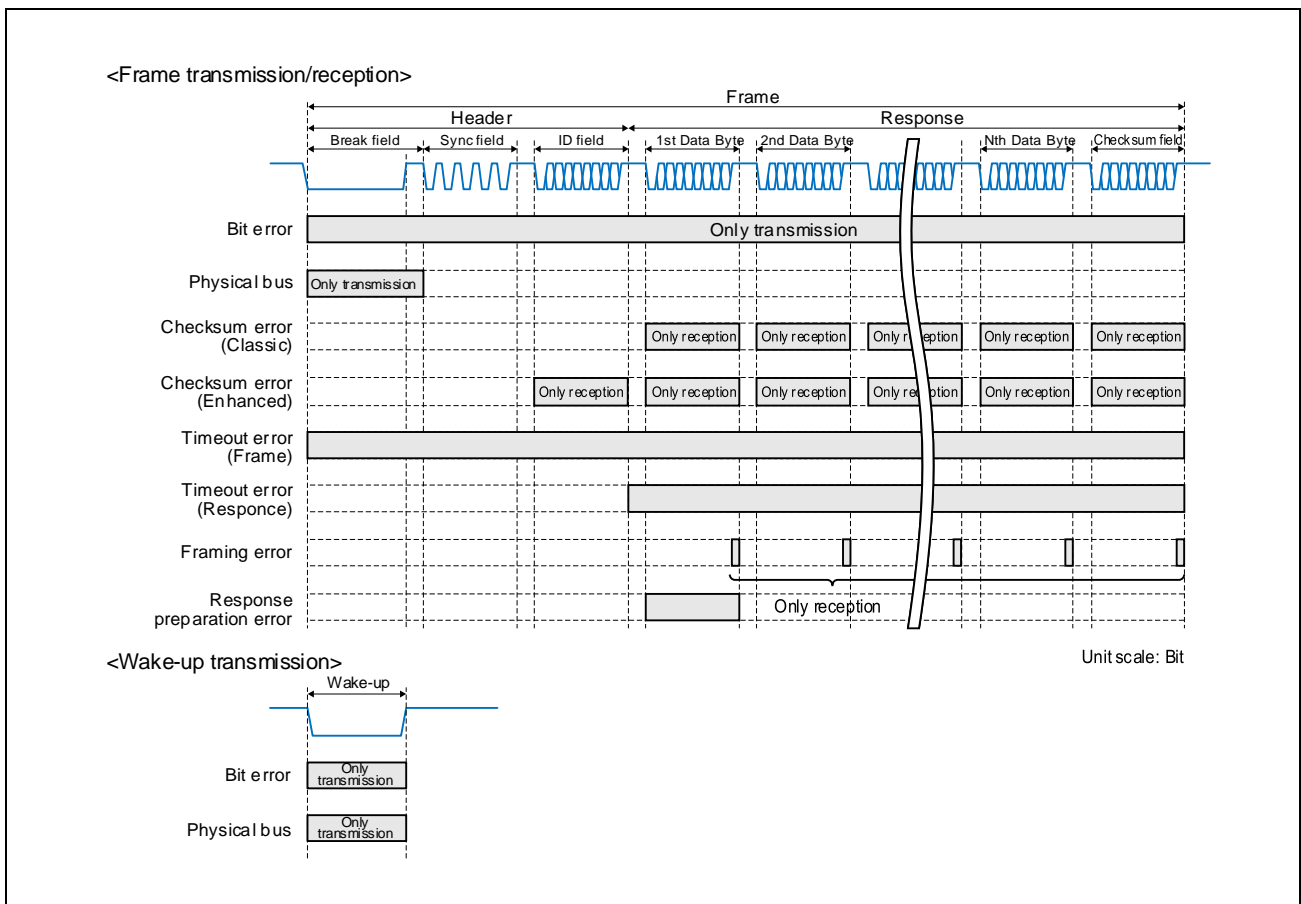 <Frame transmission/reception>
Frame
Header
Response
Break field
Sync field
ID field
1st Data Byte
2nd Data Byte
Nth Data Byte
Checksum field
Bit error
Only transmission
Physical bus
Only transmission
Checksum error
(Classic)
Only reception
Only reception
Only reception
Only reception
Only reception
Checksum error
(Enhanced)
Only reception
Only reception
Only reception
Only reception
Only reception
Only reception
Timeout error
(Frame)
Timeout error
(Responce)
Framing error
Only reception
Response
preparation error
Unit scale: Bit
<Wake-up transmission>
Wake-up
Bit error
Only
transmission
Physical bus
Only
transmission